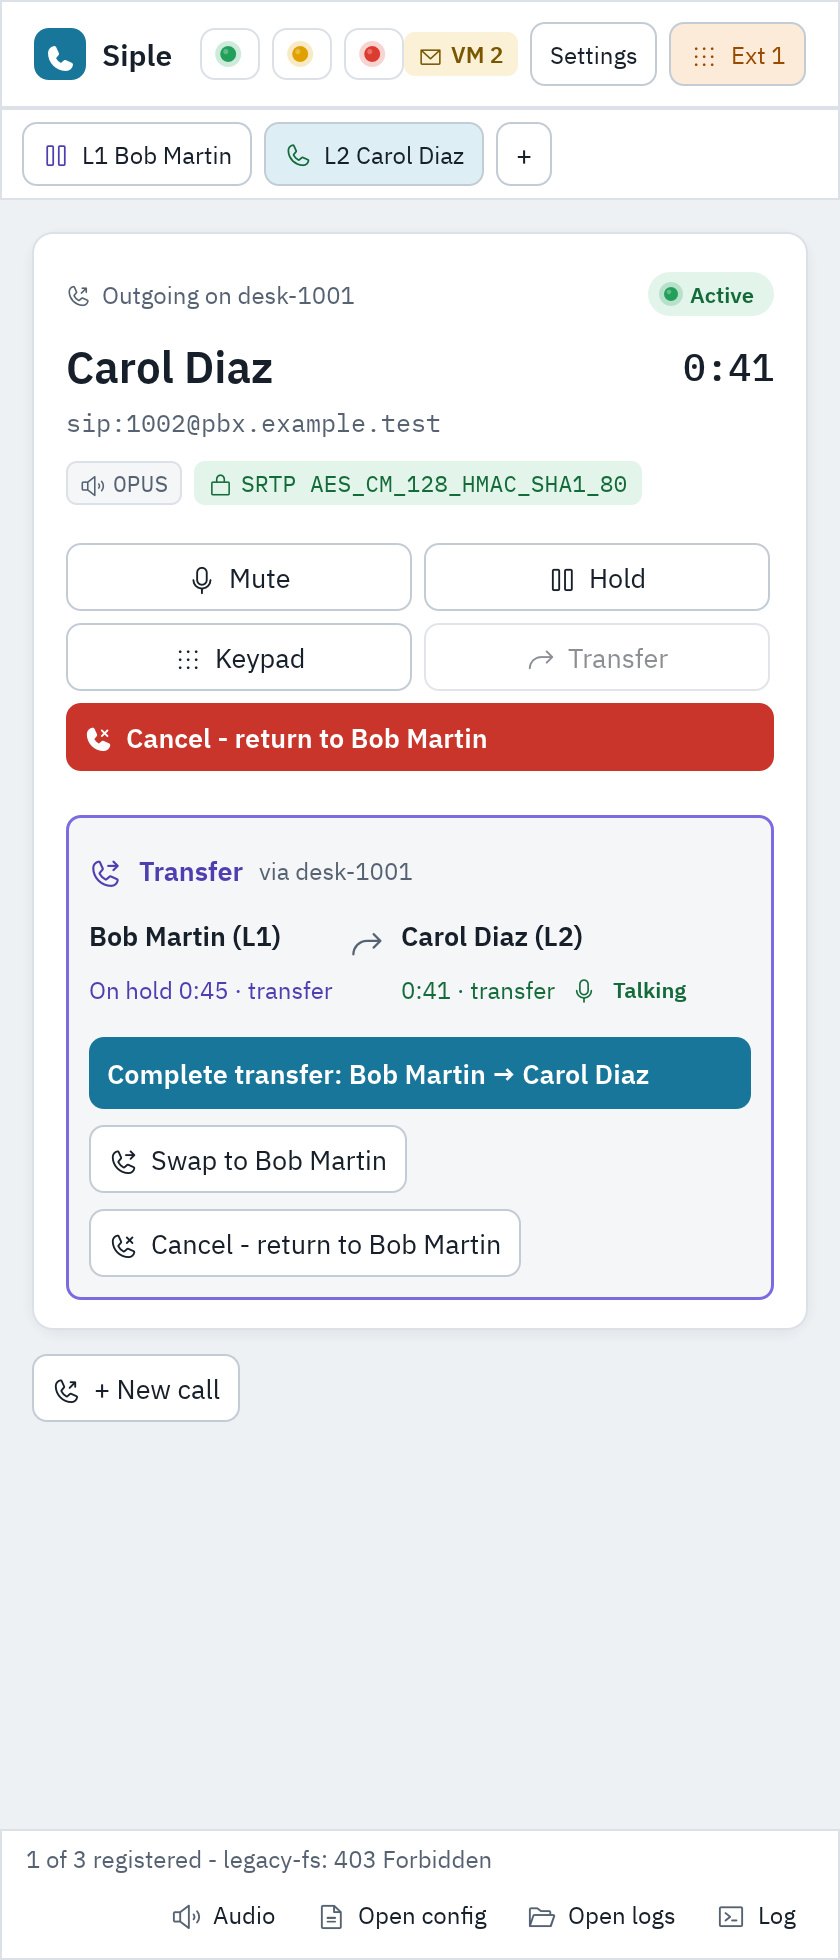 Siple VM 2 Settings Ext 1
L1 Bob Martin L2 Carol Diaz +
Outgoing on desk-1001 Active
Carol Diaz 0:41
sip:1002@pbx.example.test
OPUS SRTP AES_CM_128_HMAC_SHA1_80
Mute Hold
Keypad Transfer
Cancel - return to Bob Martin
Transfer via desk-1001
Bob Martin (L1) Carol Diaz (L2)
On hold 0:45 · transfer 0:41 · transfer Talking
Complete transfer: Bob Martin → Carol Diaz
Swap to Bob Martin
Cancel - return to Bob Martin
+ New call
1 of 3 registered - legacy-fs: 403 Forbidden
Audio Open config Open logs Log